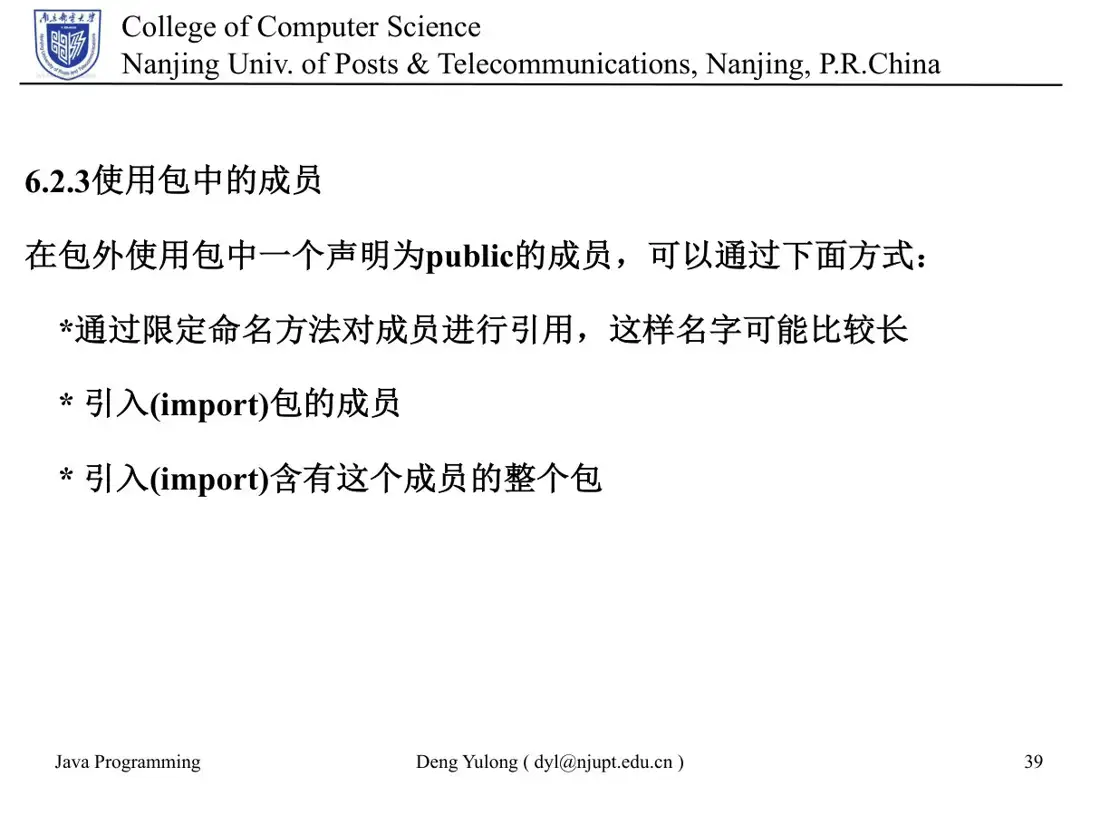 College of Computer Science
Nanjing Univ. of Posts & Telecommunications, Nanjing, P.R.China
6.2.3使用包中的成员
在包外使用包中一个声明为public的成员，可以通过下面方式：
*通过限定命名方法对成员进行引用，这样名字可能比较长
* 引入(import)包的成员
* 引入(import)含有这个成员的整个包
Java Programming
Deng Yulong ( dyl@njupt.edu.cn )
39